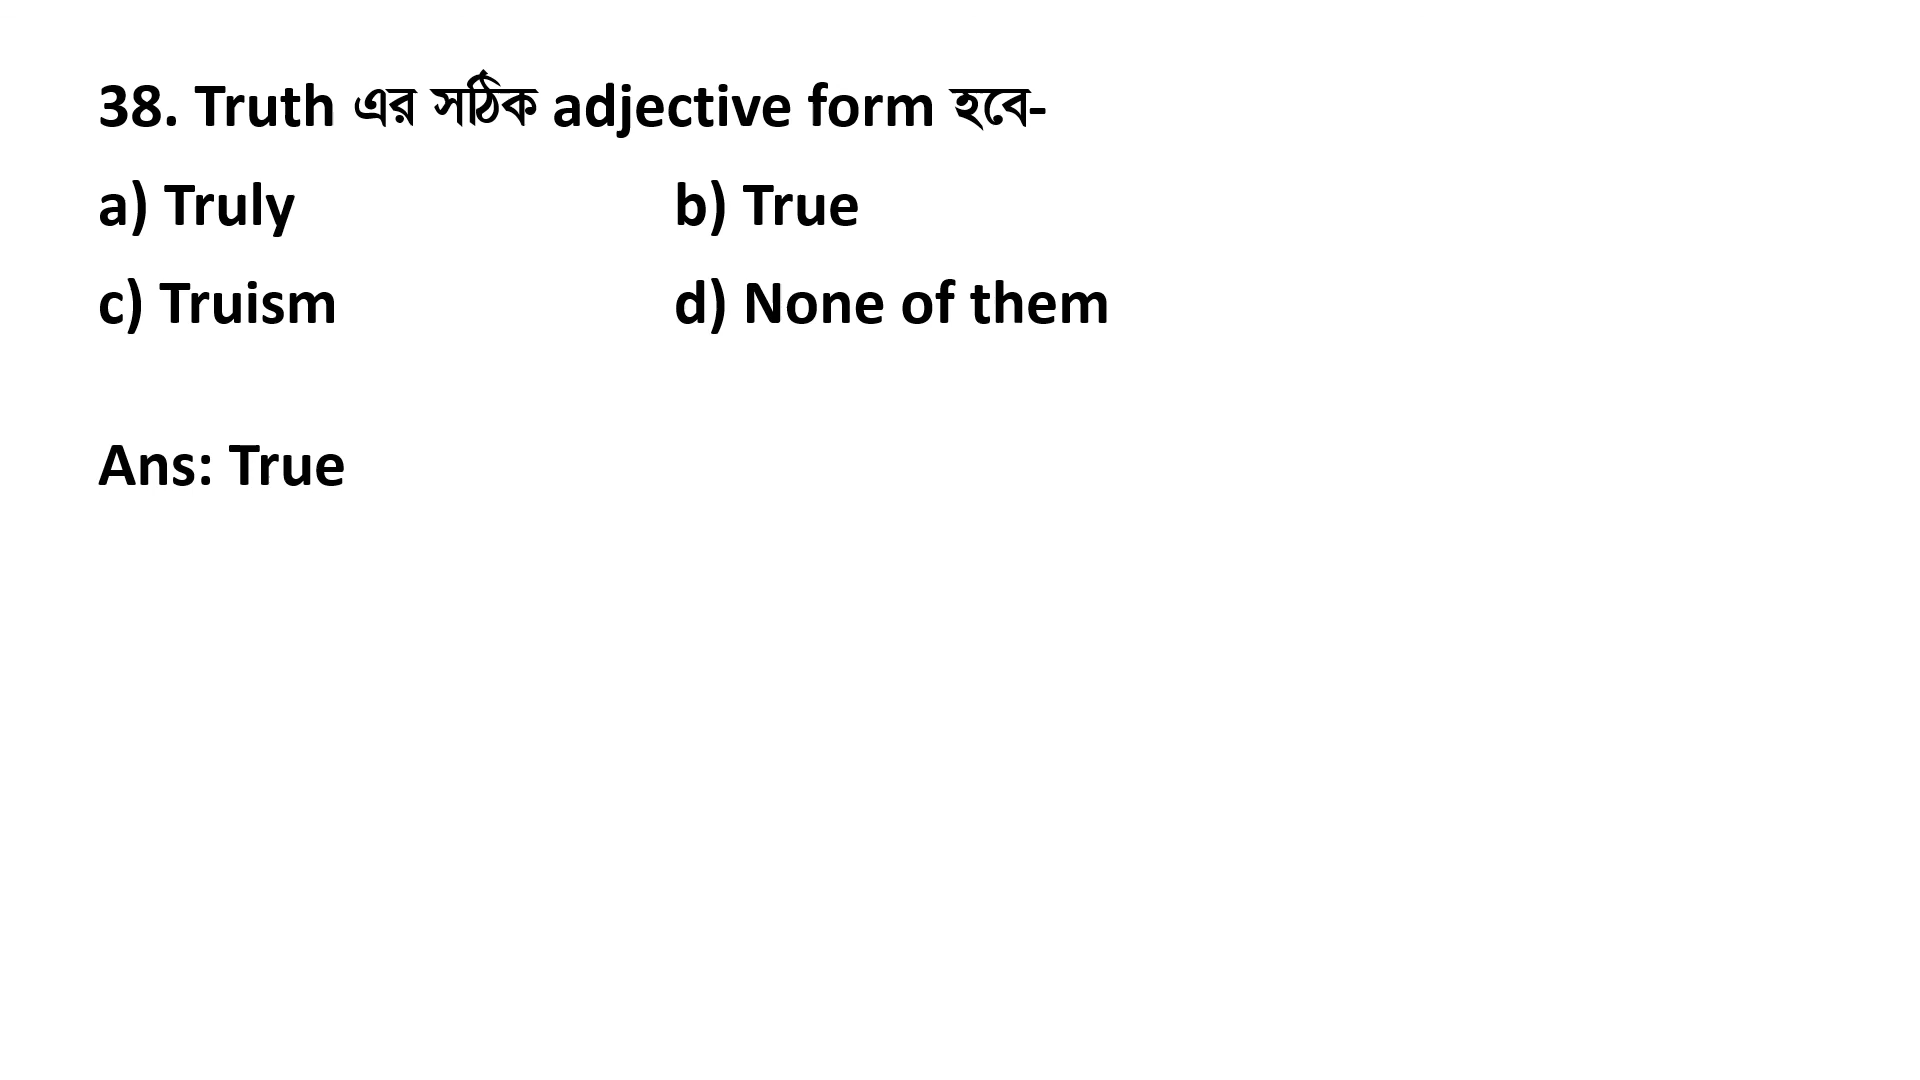 38. Truth এর সঠিক adjective form হবে-
a) Truly b) True
c) Truism d) None of them
Ans: True